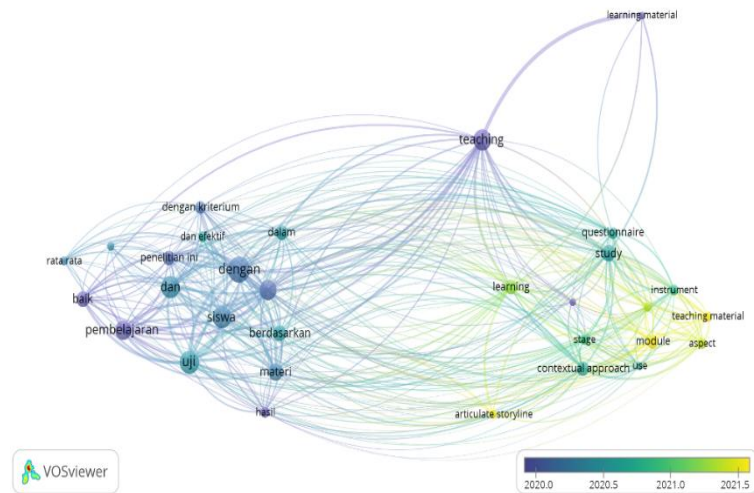 learning material
teaching
dengan kriterium
dan efektif
dalam
questionnaire
study
rata rata
penelitian ini
dengan
baik
dan
learning
instrument
siswa
teaching material
pembelajaran
berdasarkan
stage
module
aspect
uji
materi
contextual approach
use
hasil
articulate storyline
VOSviewer
2020.0 2020.5 2021.0 2021.5